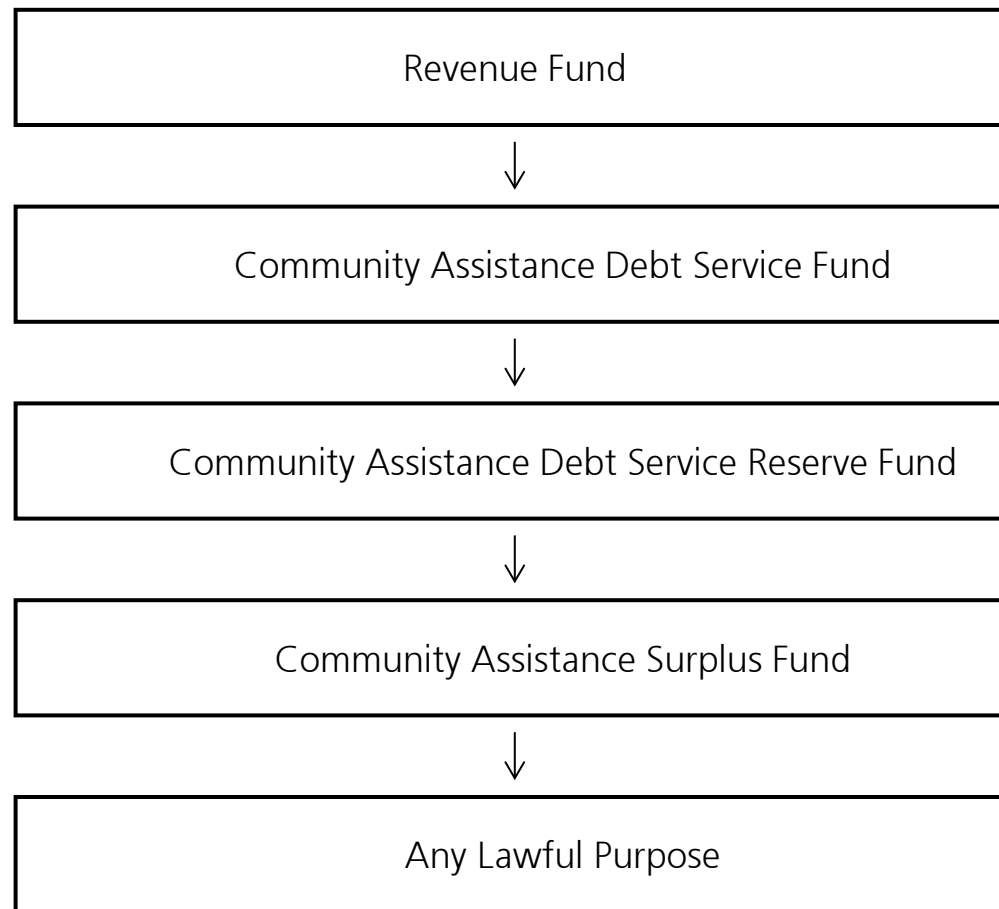 Revenue Fund
Community Assistance Debt Service Fund
Community Assistance Debt Service Reserve Fund
Community Assistance Surplus Fund
Any Lawful Purpose